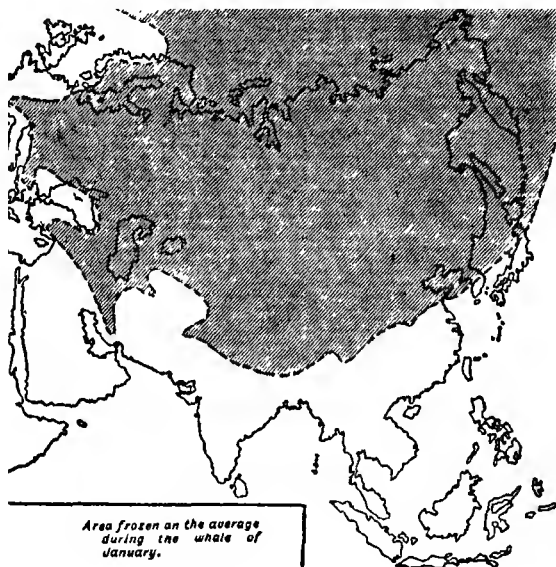 Area frozen on the average
during the whole of
January.